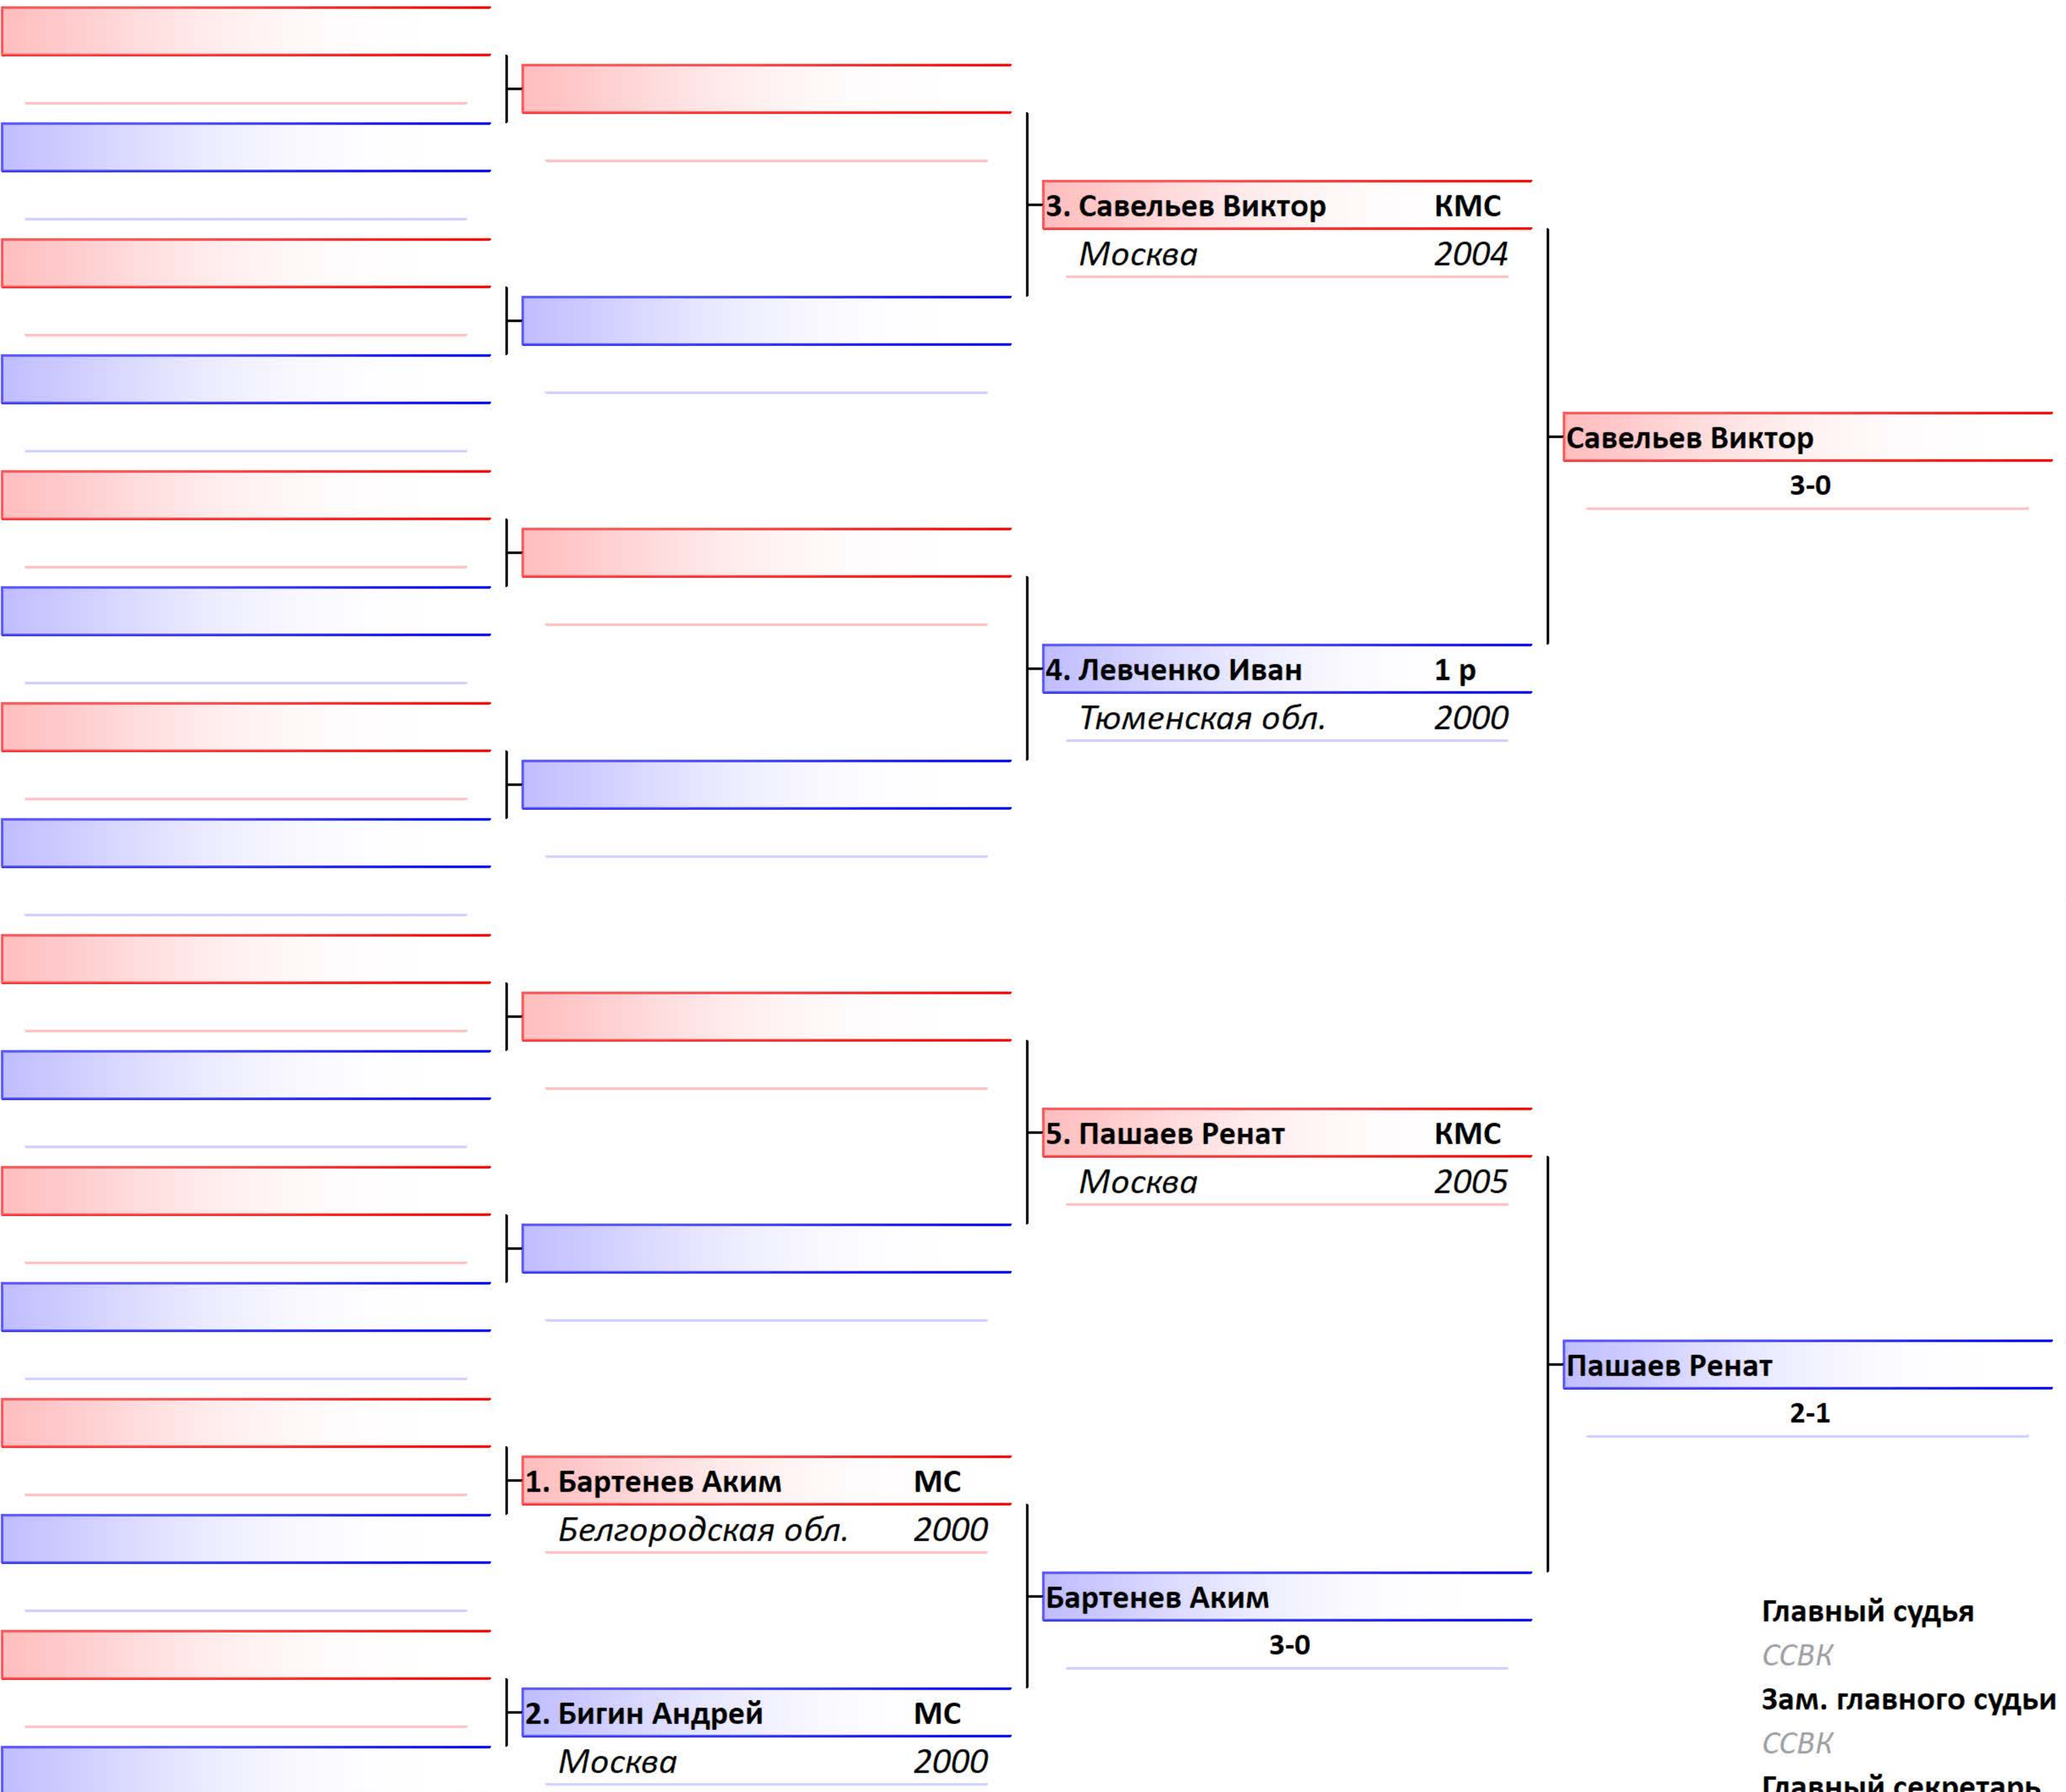 3. Савельев Виктор КМС
Москва 2004
Савельев Виктор
3-0
4. Левченко Иван 1 р
Тюменская обл. 2000
5. Пашаев Ренат КМС
Москва 2005
Пашаев Ренат
2-1
1. Бартенев Аким МС
Белгородская обл. 2000
Бартенев Аким
3-0
2. Бигин Андрей МС
Москва 2000
Главный судья
ССВК
Зам. главного судьи
ССВК
Главный секретарь